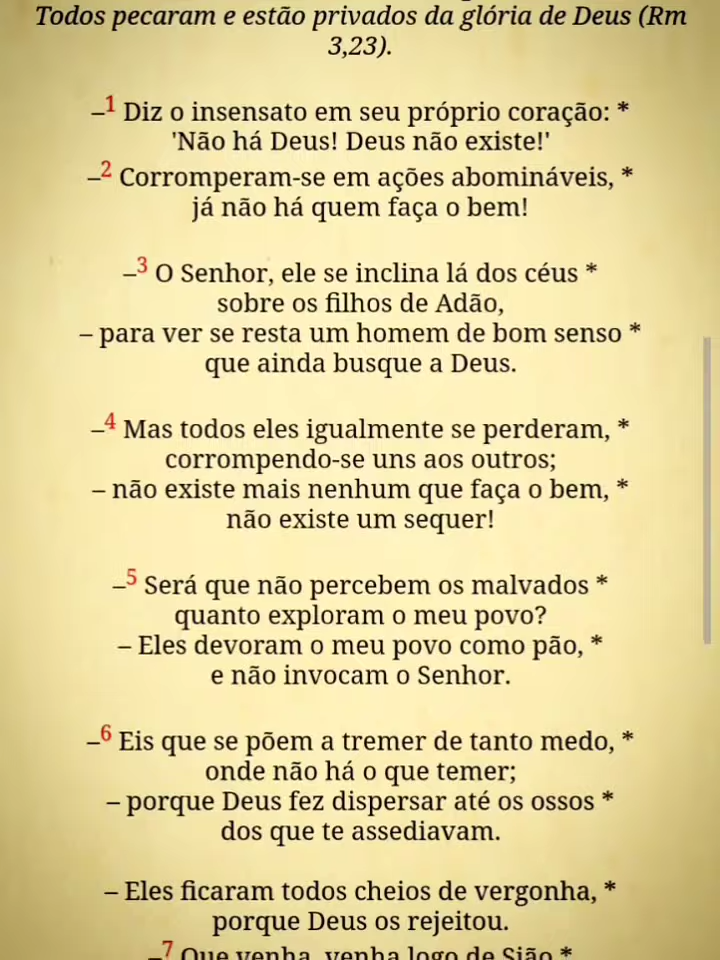 Todos pecaram e estão privados da glória de Deus (Rm
3,23).
–1 Diz o insensato em seu próprio coração: *
'Não há Deus! Deus não existe!'
–2 Corromperam-se em ações abomináveis, *
já não há quem faça o bem!
–3 O Senhor, ele se inclina lá dos céus *
sobre os filhos de Adão,
– para ver se resta um homem de bom senso *
que ainda busque a Deus.
–4 Mas todos eles igualmente se perderam, *
corrompendo-se uns aos outros;
– não existe mais nenhum que faça o bem, *
não existe um sequer!
–5 Será que não percebem os malvados *
quanto exploram o meu povo?
– Eles devoram o meu povo como pão, *
e não invocam o Senhor.
–6 Eis que se põem a tremer de tanto medo, *
onde não há o que temer;
– porque Deus fez dispersar até os ossos *
dos que te assediavam.
– Eles ficaram todos cheios de vergonha, *
porque Deus os rejeitou.
–7 Que venha, venha logo de Sião *